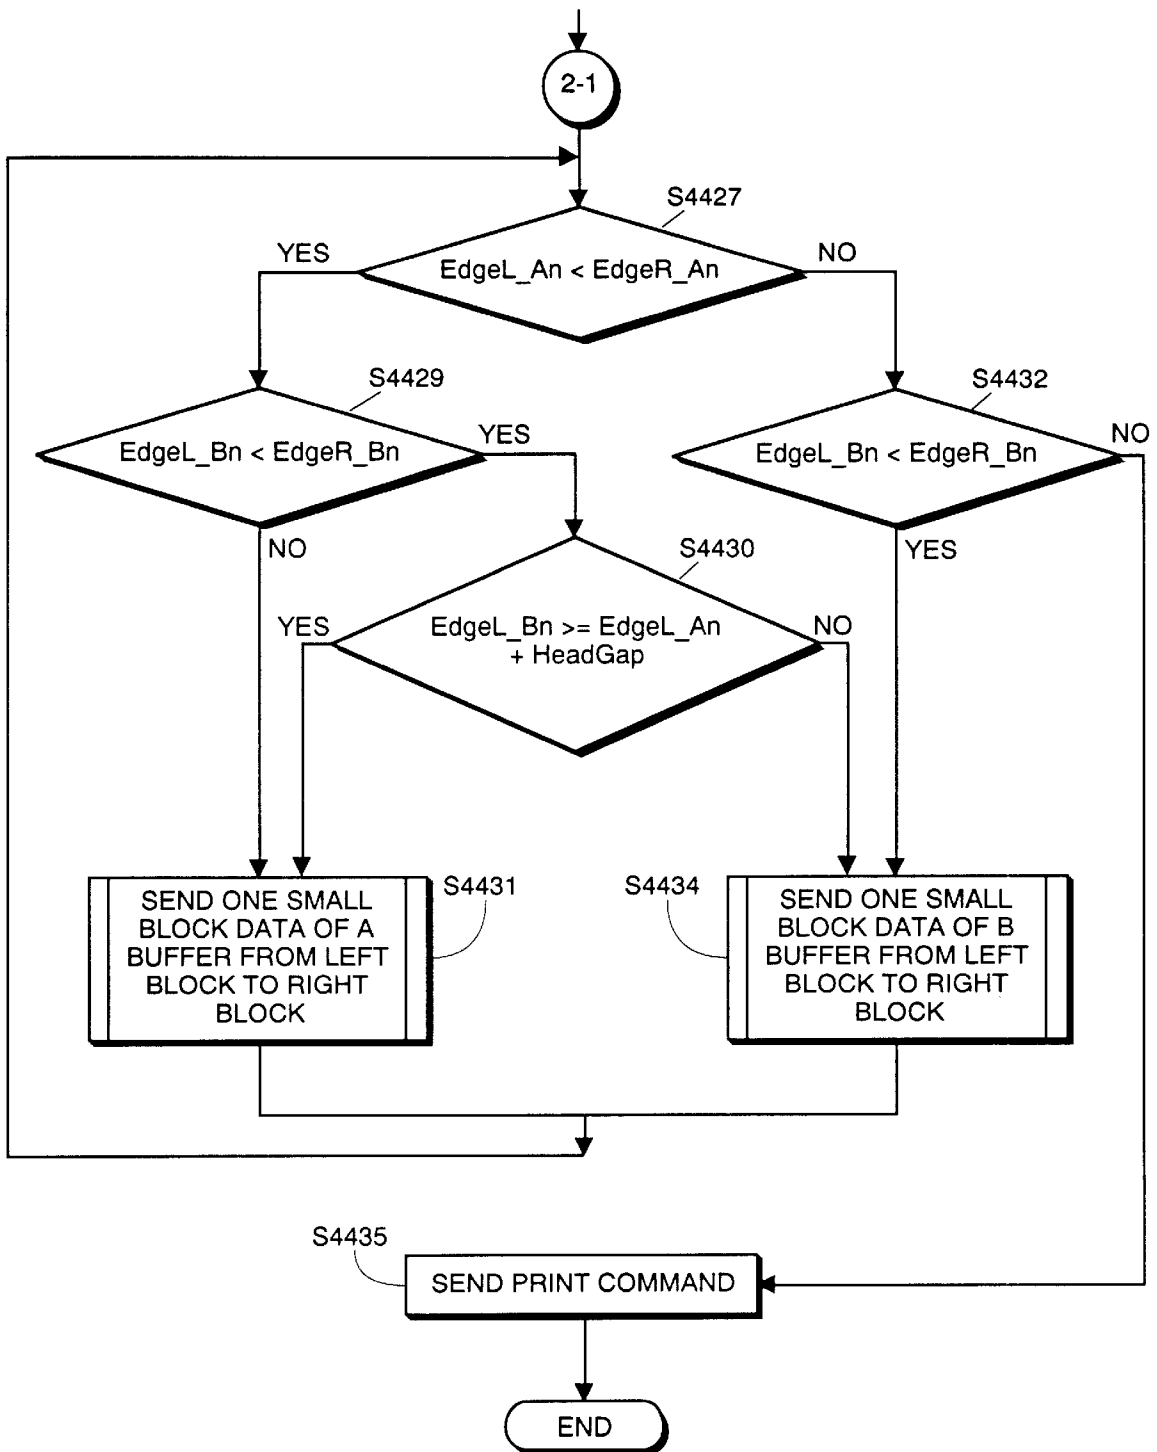 2-1
S4427
YES
NO
EdgeL_An < EdgeR_An
S4429
S4432
EdgeL_Bn < EdgeR_Bn
YES
EdgeL_Bn < EdgeR_Bn
NO
NO
S4430
YES
YES
EdgeL_Bn >= EdgeL_An
+ HeadGap
NO
SEND ONE SMALL
BLOCK DATA OF A
BUFFER FROM LEFT
BLOCK TO RIGHT
BLOCK
S4431
S4434
SEND ONE SMALL
BLOCK DATA OF B
BUFFER FROM LEFT
BLOCK TO RIGHT
BLOCK
S4435
SEND PRINT COMMAND
END